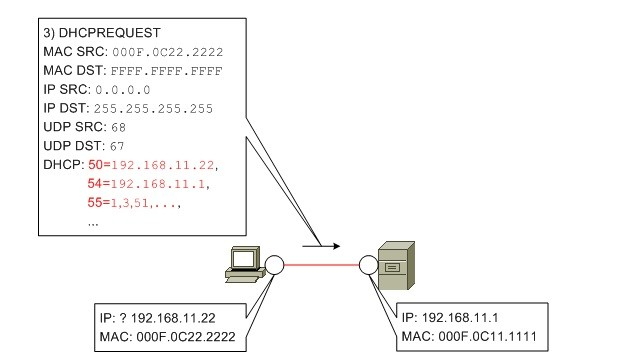 3) DHCPREQUEST
MAC SRC: 000F.0C22.2222
MAC DST: FFFF.FFFF.FFFF
IP SRC: 0.0.0.0
IP DST: 255.255.255.255
UDP SRC: 68
UDP DST: 67
DHCP: 50=192.168.11.22,
54=192.168.11.1,
55=1,3,51,...,
...
IP: ? 192.168.11.22
MAC: 000F.0C22.2222
IP: 192.168.11.1
MAC: 000F.0C11.1111